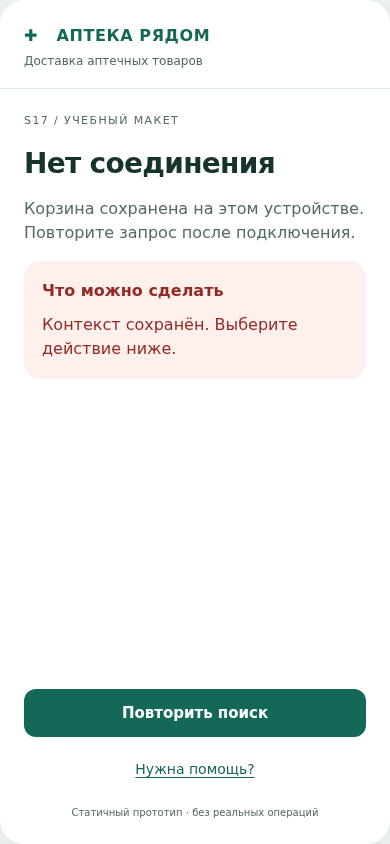 + АПТЕКА РЯДОМ
Доставка аптечных товаров
S17 / УЧЕБНЫЙ МАКЕТ
Нет соединения
Корзина сохранена на этом устройстве.
Повторите запрос после подключения.
Что можно сделать
Контекст сохранён. Выберите
действие ниже.
Повторить поиск
Нужна помощь?
Статичный прототип · без реальных операций